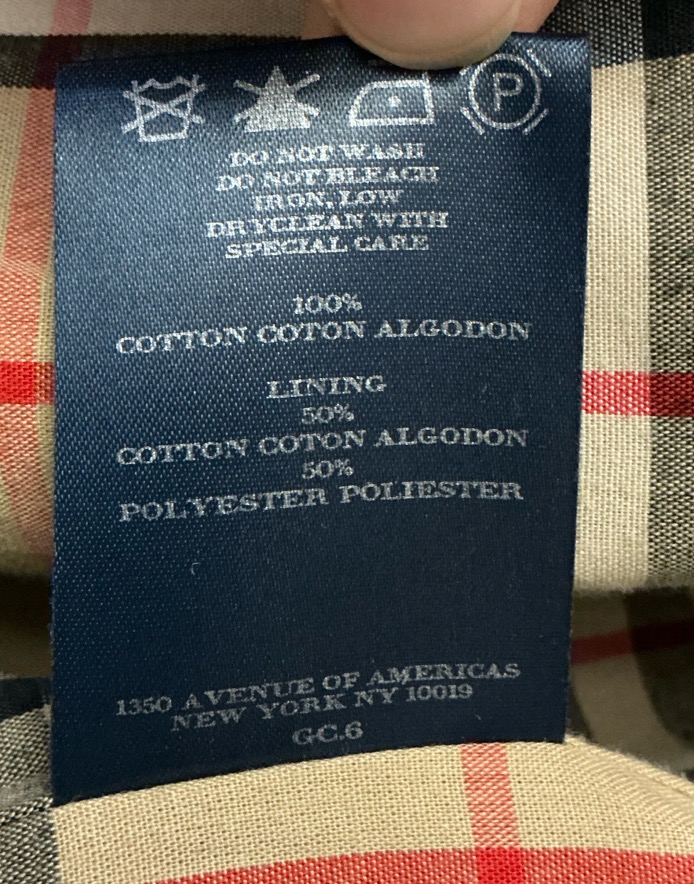 P
DO NOT WASH
DO NOT BLEACH
IRON, LOW
DRYCLEAN WITH
SPECIAL CARE
100%
COTTON COTON ALGODON
LINING
50%
COTTON COTON ALGODON
50%
POLYESTER POLIESTER
1350 AVENUE OF AMERICAS
NEW YORK NY 10019
GC.6